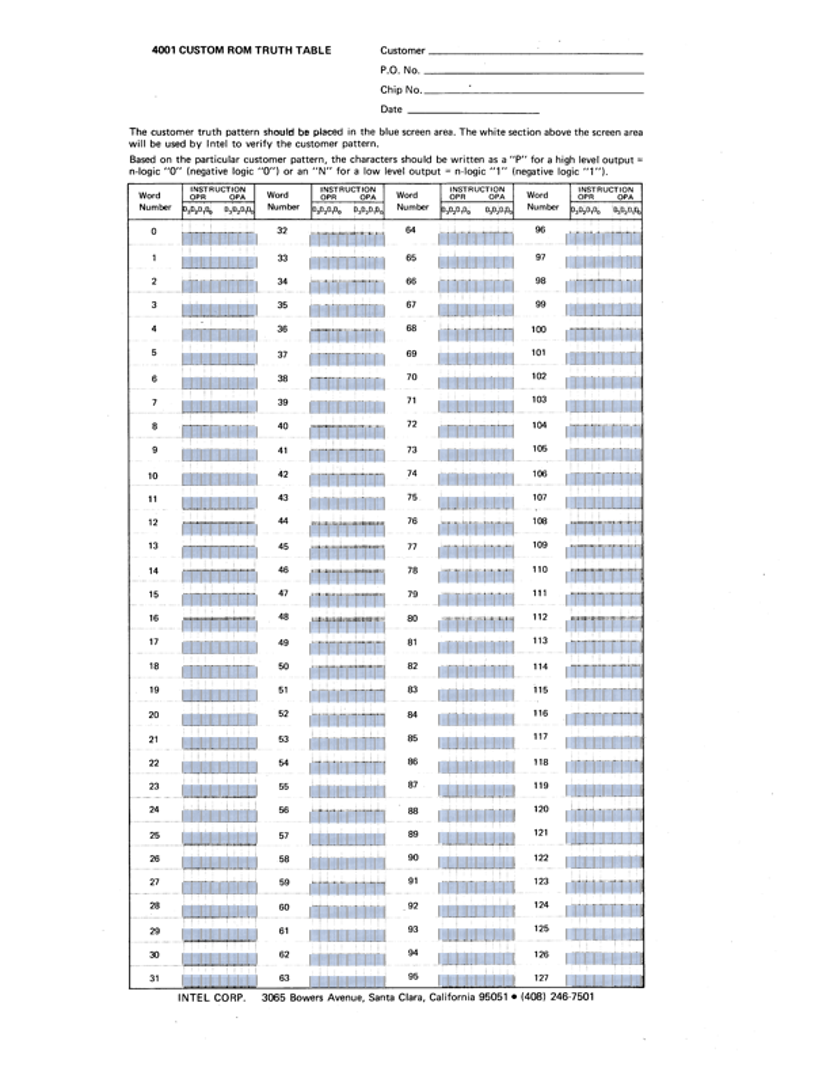 4001 CUSTOM ROM TRUTH TABLE
Customer
P.O. No.
Chip No.
Date
The customer truth pattern should be placed in the blue screen area. The white section above the screen area
will be used by Intel to verify the customer pattern.
Based on the particular customer pattern, the characters should be written as a "P" for a high level output =
n-logic "0" (negative logic "0") or an "N" for a low level output = n-logic "1" (negative logic "1").
Word INSTRUCTION Word INSTRUCTION Word INSTRUCTION Word INSTRUCTION
Number OPR OPA Number OPR OPA Number OPR OPA Number OPR OPA
D₃D₂D₁D₀ D₃D₂D₁D₀ D₃D₂D₁D₀ D₃D₂D₁D₀ D₃D₂D₁D₀ D₃D₂D₁D₀ D₃D₂D₁D₀ D₃D₂D₁D₀
0 32 64 96
1 33 65 97
2 34 66 98
3 35 67 99
4 36 68 100
5 37 69 101
6 38 70 102
7 39 71 103
8 40 72 104
9 41 73 105
10 42 74 106
11 43 75 107
12 44 76 108
13 45 77 109
14 46 78 110
15 47 79 111
16 48 80 112
17 49 81 113
18 50 82 114
19 51 83 115
20 52 84 116
21 53 85 117
22 54 86 118
23 55 87 119
24 56 88 120
25 57 89 121
26 58 90 122
27 59 91 123
28 60 92 124
29 61 93 125
30 62 94 126
31 63 95 127
INTEL CORP. 3065 Bowers Avenue, Santa Clara, California 95051 • (408) 246-7501